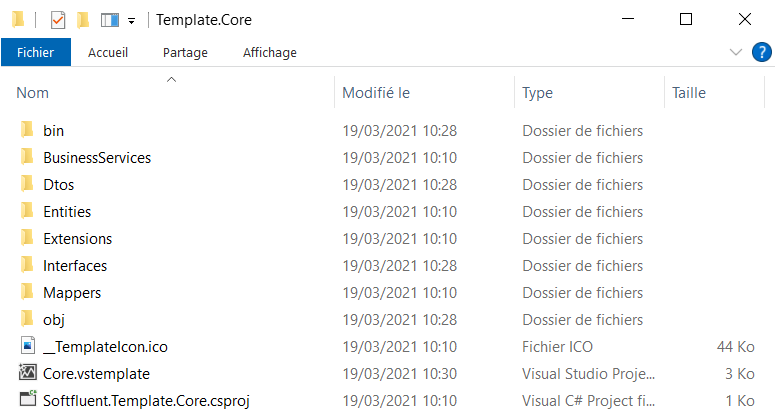 Template.Core
Fichier Accueil Partage Affichage
Nom Modifié le Type Taille
bin 19/03/2021 10:28 Dossier de fichiers
BusinessServices 19/03/2021 10:10 Dossier de fichiers
Dtos 19/03/2021 10:28 Dossier de fichiers
Entities 19/03/2021 10:10 Dossier de fichiers
Extensions 19/03/2021 10:10 Dossier de fichiers
Interfaces 19/03/2021 10:28 Dossier de fichiers
Mappers 19/03/2021 10:10 Dossier de fichiers
obj 19/03/2021 10:28 Dossier de fichiers
__TemplateIcon.ico 19/03/2021 10:10 Fichier ICO 44 Ko
Core.vstemplate 19/03/2021 10:30 Visual Studio Proje... 3 Ko
Softfluent.Template.Core.csproj 19/03/2021 10:10 Visual C# Project fi... 1 Ko